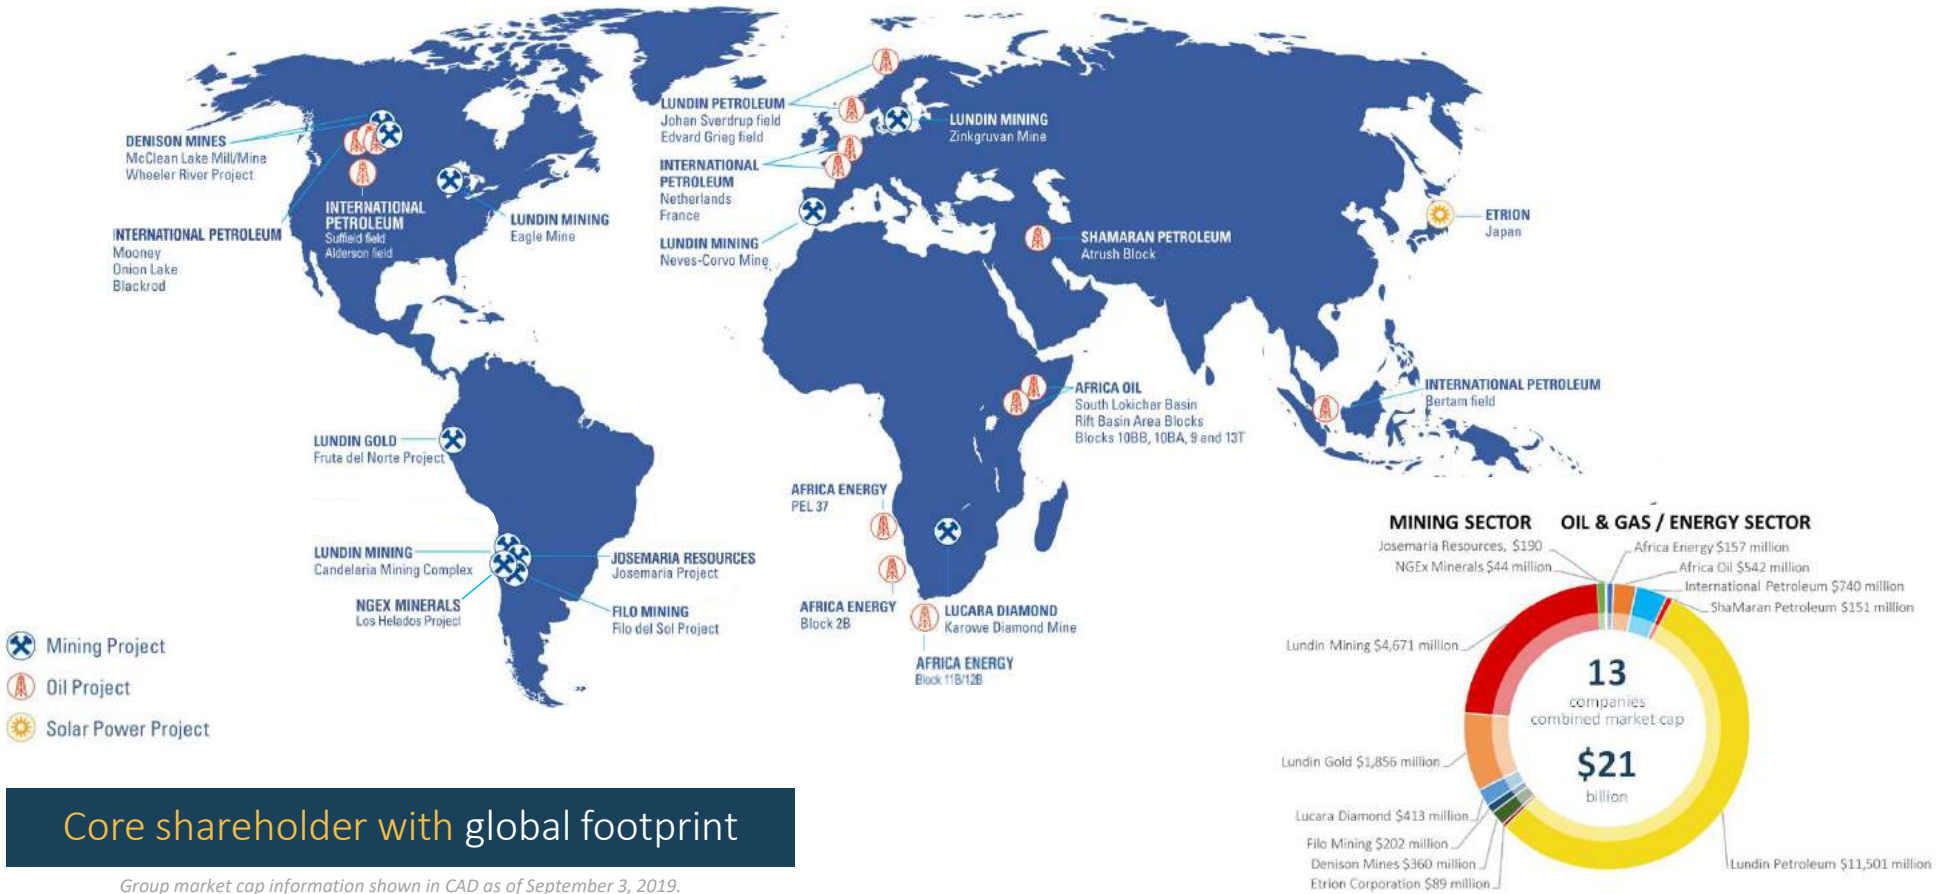 DENISON MINES
McClean Lake Mill/Mine
Wheeler River Project
INTERNATIONAL PETROLEUM
Mooney
Onion Lake
Blackrod
INTERNATIONAL
PETROLEUM
Suffield field
Alderson field
LUNDIN MINING
Eagle Mine
LUNDIN PETROLEUM
Johan Sverdrup field
Edvard Grieg field
INTERNATIONAL
PETROLEUM
Netherlands
France
LUNDIN MINING
Neves-Corvo Mine
LUNDIN MINING
Zinkgruvan Mine
SHAMARAN PETROLEUM
Atrush Block
ETRION
Japan
AFRICA OIL
South Lokichar Basin
Rift Basin Area Blocks
Blocks 10BB, 10BA, 9 and 13T
INTERNATIONAL PETROLEUM
Bertam field
LUNDIN GOLD
Fruta del Norte Project
LUNDIN MINING
Candelaria Mining Complex
NGEX MINERALS
Los Helados Project
JOSEMARIA RESOURCES
Josemaria Project
FILO MINING
Filo del Sol Project
AFRICA ENERGY
PEL 37
AFRICA ENERGY
Block 2B
LUCARA DIAMOND
Karowe Diamond Mine
AFRICA ENERGY
Block 11B/12B
Mining Project
Oil Project
Solar Power Project
MINING SECTOR
OIL & GAS / ENERGY SECTOR
Josemaria Resources, $190
NGEx Minerals $44 million
Africa Energy $157 million
Africa Oil $542 million
International Petroleum $740 million
ShaMaran Petroleum $151 million
Lundin Mining $4,671 million
13
companies
combined market cap
$21
billion
Lundin Gold $1,856 million
Lucara Diamond $413 million
Filo Mining $202 million
Denison Mines $360 million
Etrion Corporation $89 million
Lundin Petroleum $11,501 million
Core shareholder with global footprint
Group market cap information shown in CAD as of September 3, 2019.